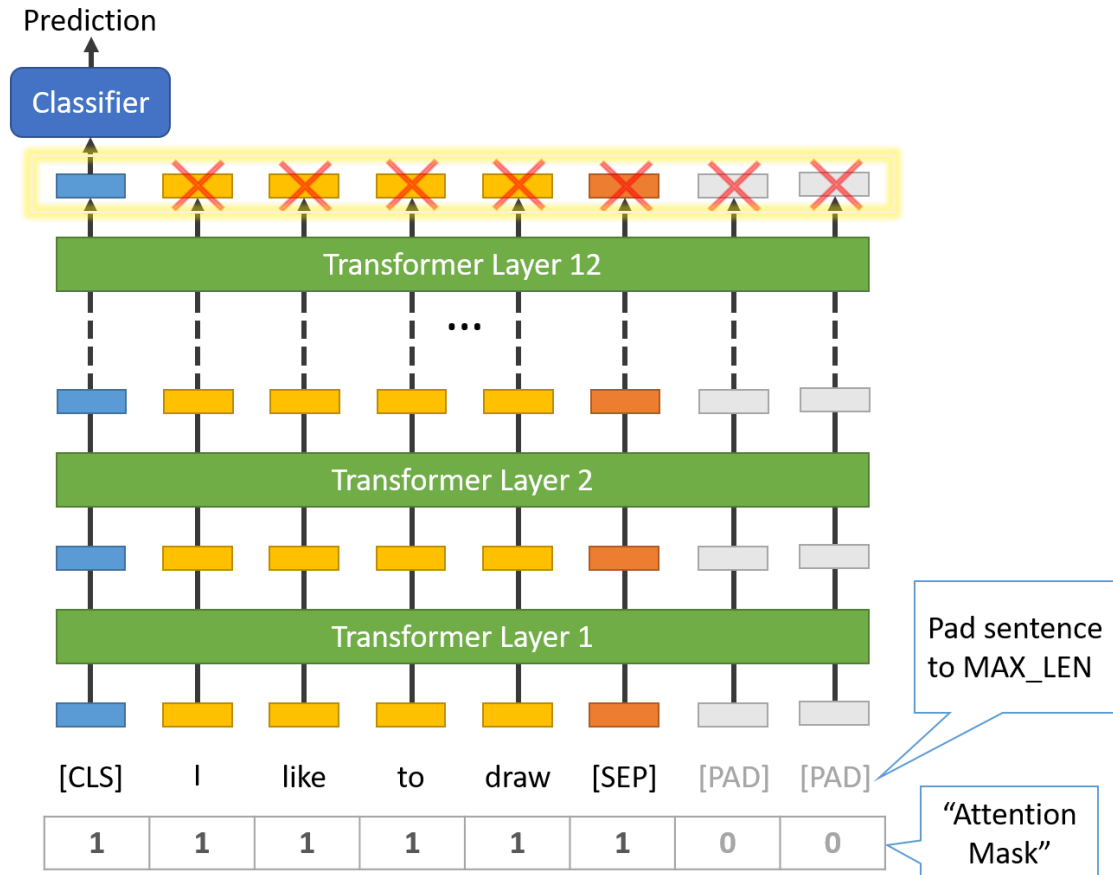 Prediction
Classifier
Transformer Layer 12
...
Transformer Layer 2
Transformer Layer 1
Pad sentence
to MAX_LEN
[CLS] I like to draw [SEP] [PAD] [PAD]
1 1 1 1 1 1 0 0
“Attention
Mask”